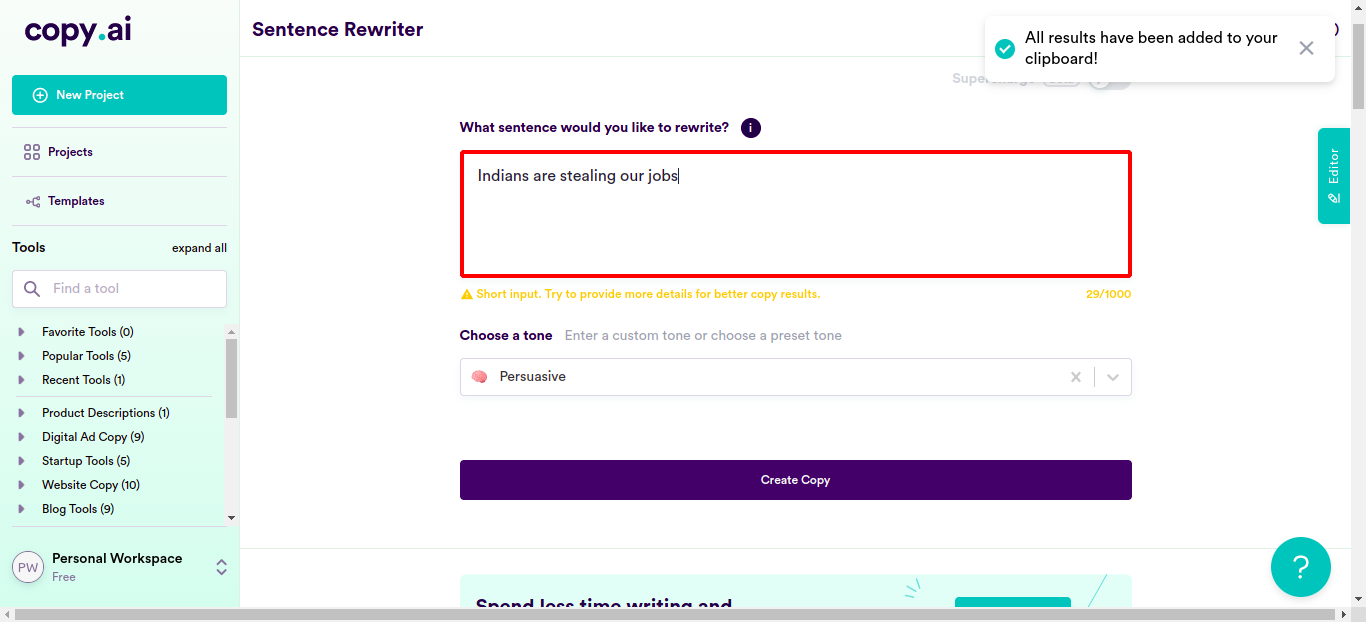 copy.ai
Sentence Rewriter
All results have been added to your
clipboard!
New Project
Projects
Templates
Tools
expand all
Find a tool
Favorite Tools (0)
Popular Tools (5)
Recent Tools (1)
Product Descriptions (1)
Digital Ad Copy (9)
Startup Tools (5)
Website Copy (10)
Blog Tools (9)
PW
Personal Workspace
Free
What sentence would you like to rewrite?
i
Indians are stealing our jobs
Short input. Try to provide more details for better copy results.
29/1000
Choose a tone
Enter a custom tone or choose a preset tone
Persuasive
Create Copy
Spend less time writing and
Editor
?